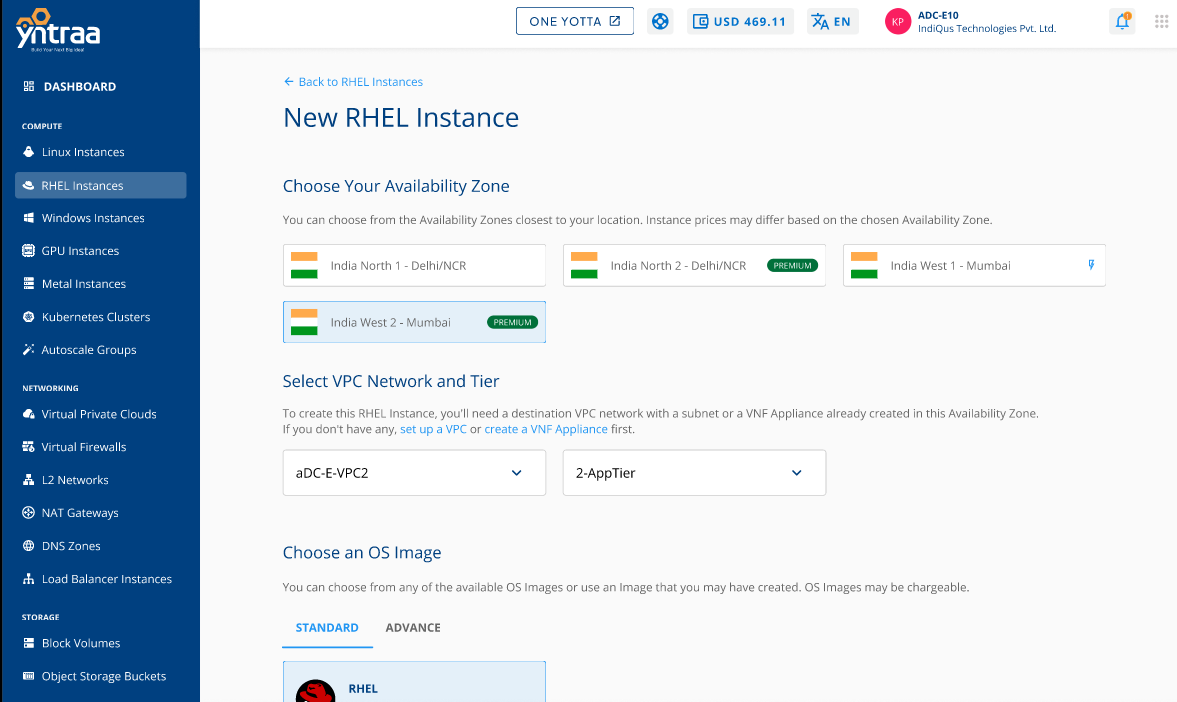 yntraa
Build Your Next Big Idea!
ONE YOTTA
USD 469.11
EN
KP
ADC-E10
IndiQus Technologies Pvt. Ltd.
DASHBOARD
COMPUTE
Linux Instances
RHEL Instances
Windows Instances
GPU Instances
Metal Instances
Kubernetes Clusters
Autoscale Groups
NETWORKING
Virtual Private Clouds
Virtual Firewalls
L2 Networks
NAT Gateways
DNS Zones
Load Balancer Instances
STORAGE
Block Volumes
Object Storage Buckets
Back to RHEL Instances
New RHEL Instance
Choose Your Availability Zone
You can choose from the Availability Zones closest to your location. Instance prices may differ based on the chosen Availability Zone.
India North 1 - Delhi/NCR
India North 2 - Delhi/NCR PREMIUM
India West 1 - Mumbai
India West 2 - Mumbai PREMIUM
Select VPC Network and Tier
To create this RHEL Instance, you'll need a destination VPC network with a subnet or a VNF Appliance already created in this Availability Zone.
If you don't have any, set up a VPC or create a VNF Appliance first.
aDC-E-VPC2
2-AppTier
Choose an OS Image
You can choose from any of the available OS Images or use an Image that you may have created. OS Images may be chargeable.
STANDARD
ADVANCE
RHEL